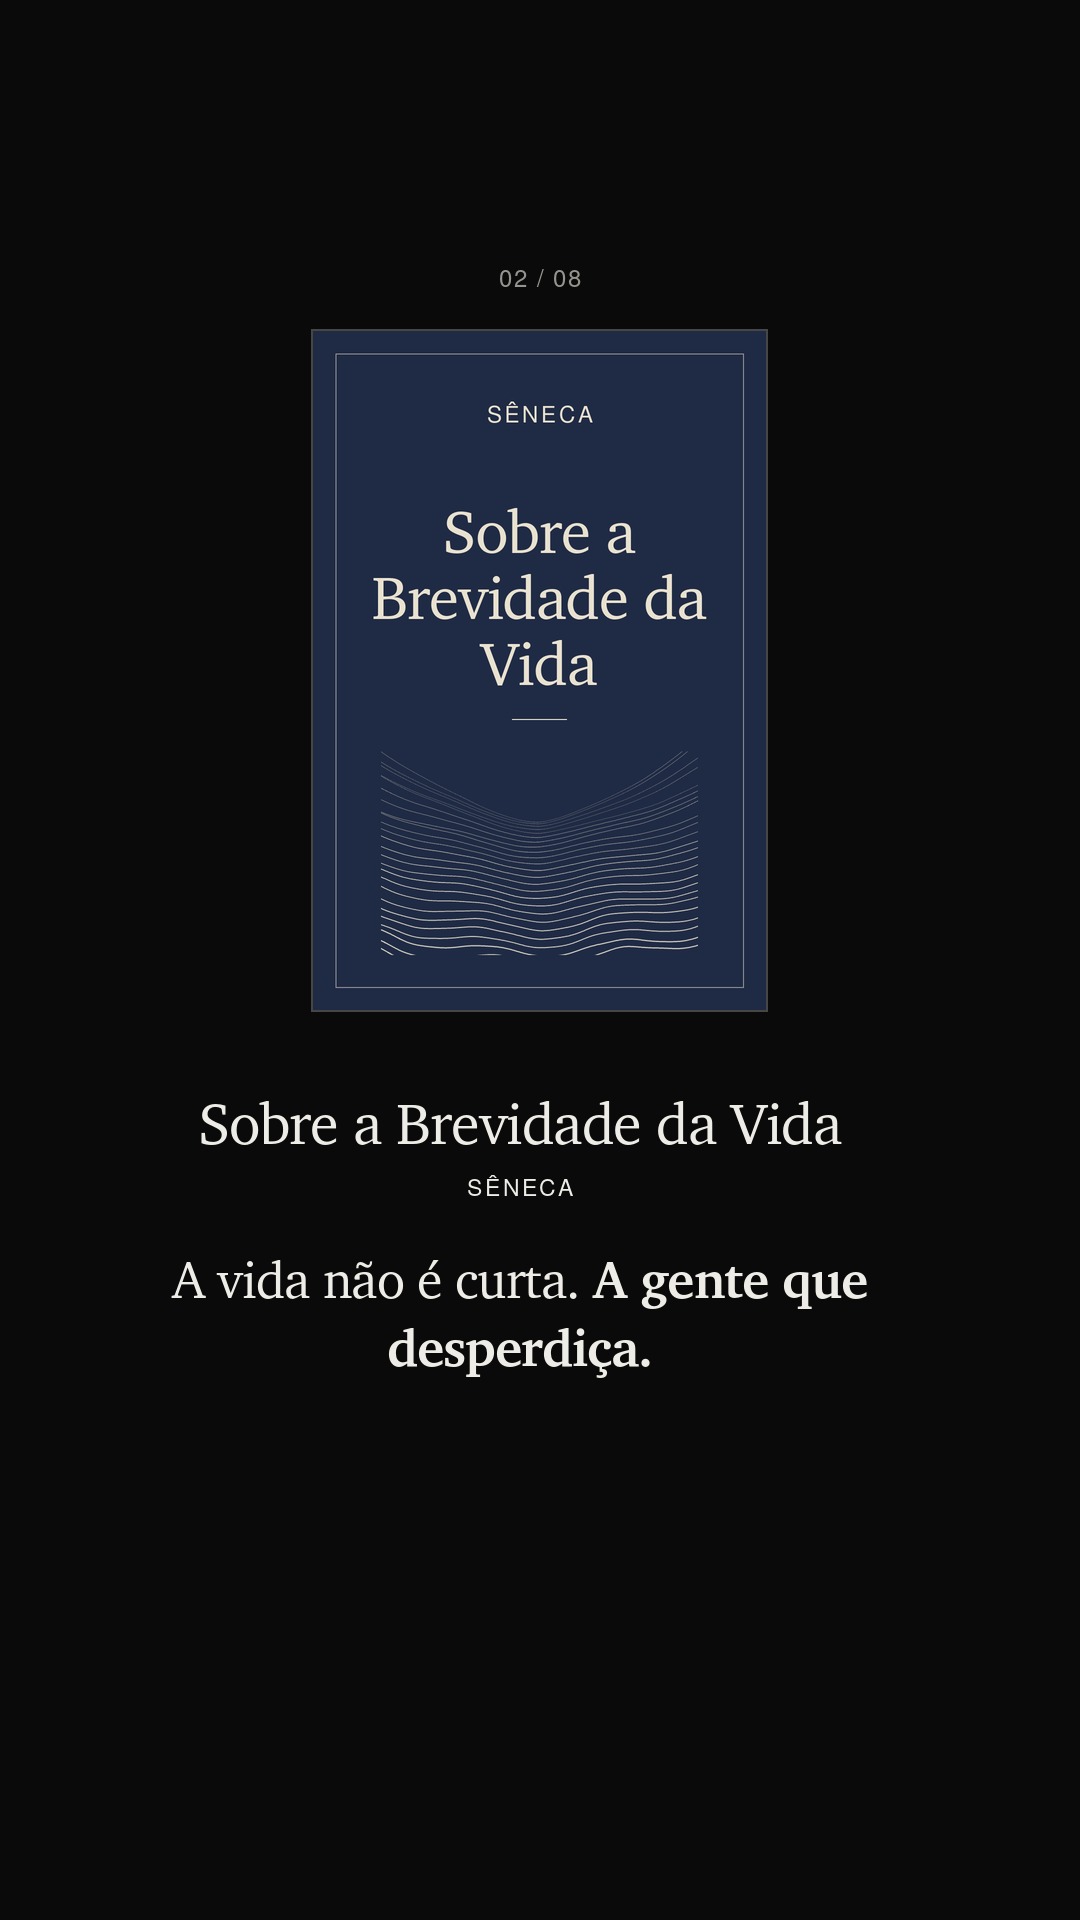 02 / 08
SÊNECA
Sobre a
Brevidade da
Vida
Sobre a Brevidade da Vida
SÊNECA
A vida não é curta. A gente que
desperdiça.